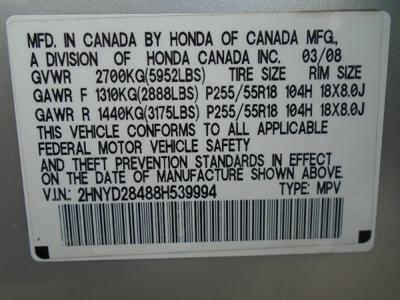 MFD. IN CANADA BY HONDA OF CANADA MFG.,
A DIVISION OF HONDA CANADA INC. 03/08
GVWR 2700KG(5952LBS) TIRE SIZE RIM SIZE
GAWR F 1310KG(2888LBS) P255/55R18 104H 18X8.0J
GAWR R 1440KG(3175LBS) P255/55R18 104H 18X8.0J
THIS VEHICLE CONFORMS TO ALL APPLICABLE
FEDERAL MOTOR VEHICLE SAFETY
AND THEFT PREVENTION STANDARDS IN EFFECT
ON THE DATE OF MANUFACTURE SHOWN ABOVE.
V.I.N: 2HNYD28488H539994 TYPE: MPV